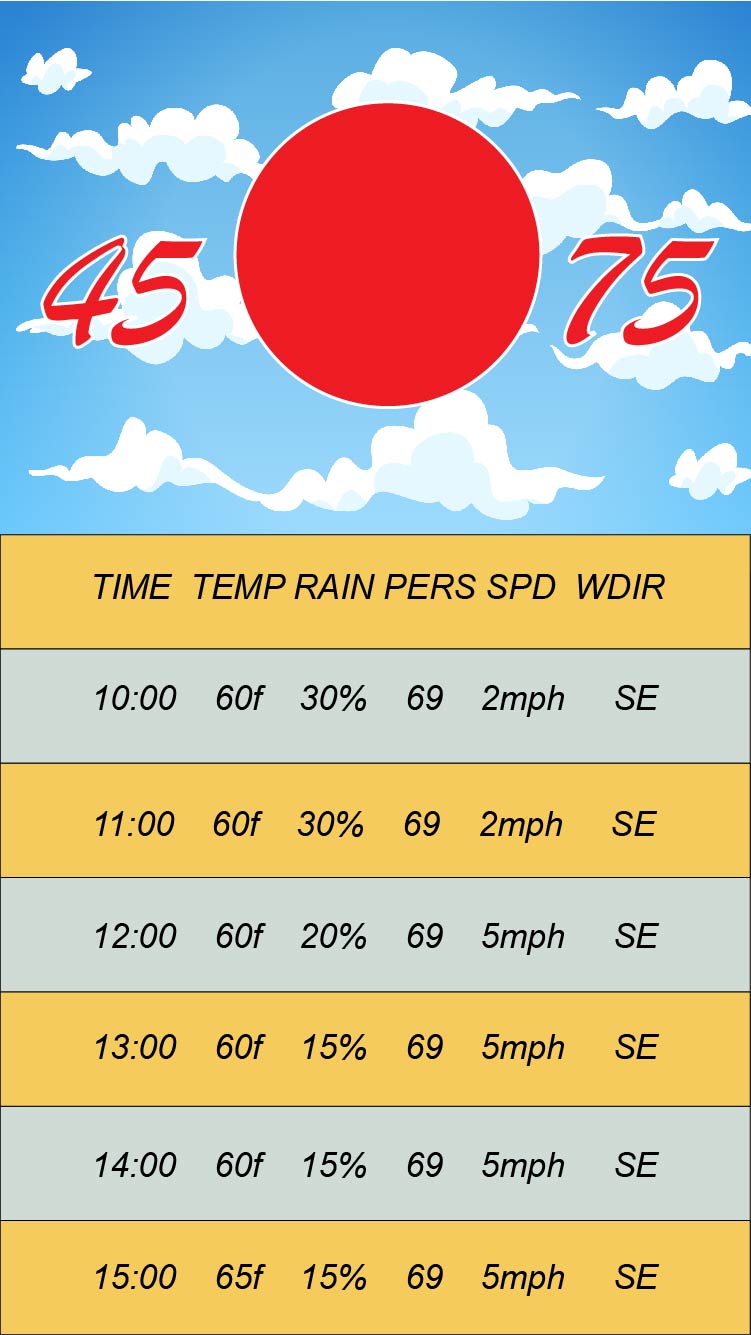 45 75
TIME TEMP RAIN PERS SPD WDIR
10:00 60f 30% 69 2mph SE
11:00 60f 30% 69 2mph SE
12:00 60f 20% 69 5mph SE
13:00 60f 15% 69 5mph SE
14:00 60f 15% 69 5mph SE
15:00 65f 15% 69 5mph SE